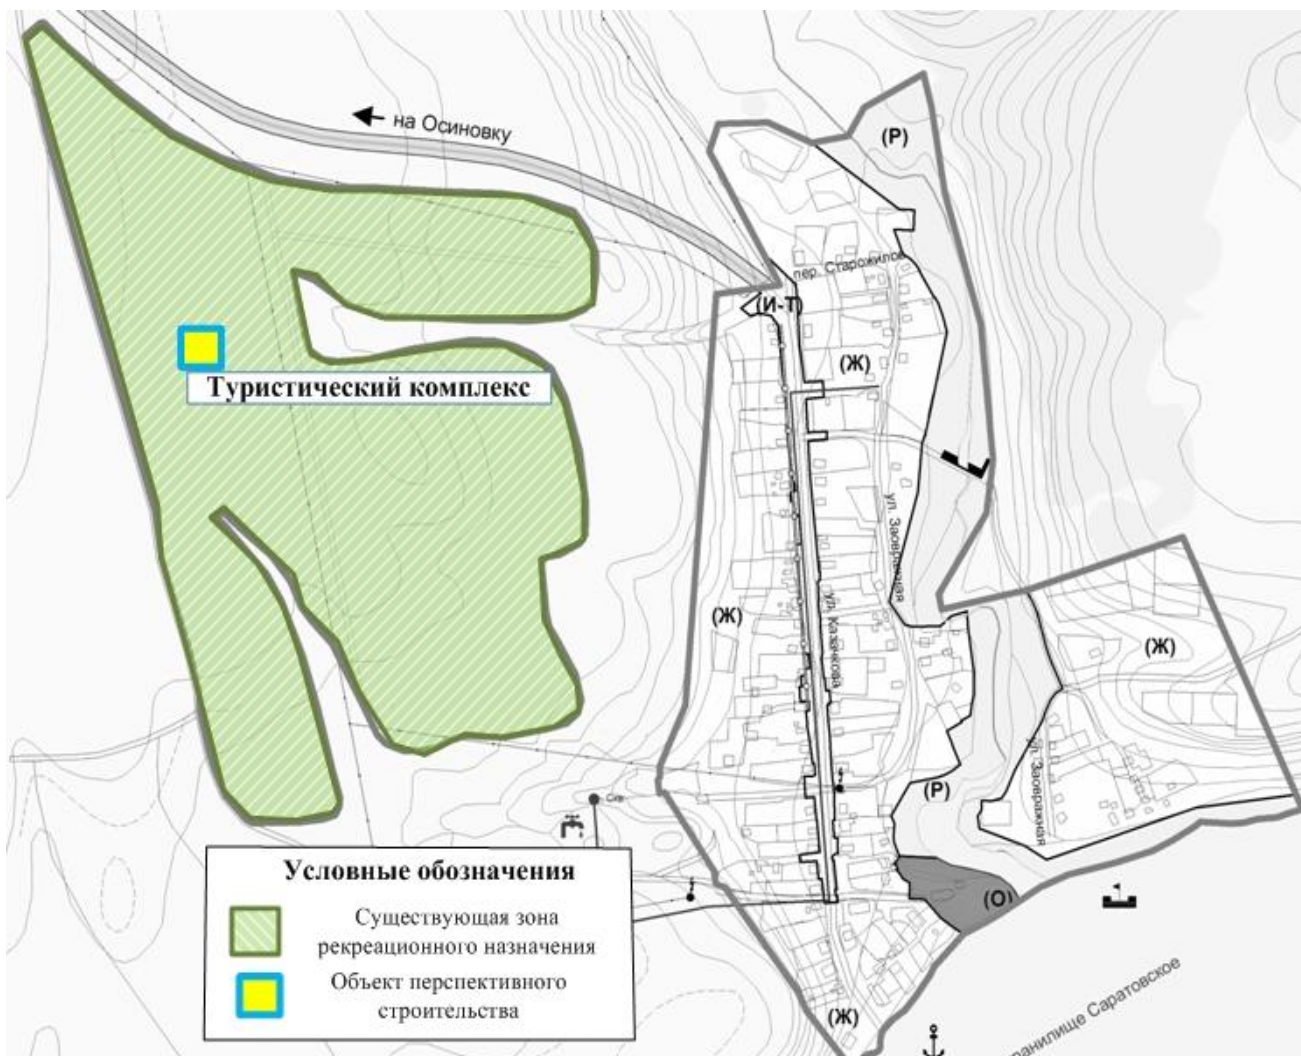 на Осиновку
(Р)
пер. Старожилов
(И-Т)
(Ж)
Туристический комплекс
ул. Заовражная
(Ж)
ул. Казачкова
(Ж)
ул. Заовражная
(Р)
(О)
(Ж)
Условные обозначения
Существующая зона
рекреационного назначения
Объект перспективного
строительства
ранилище Саратовское